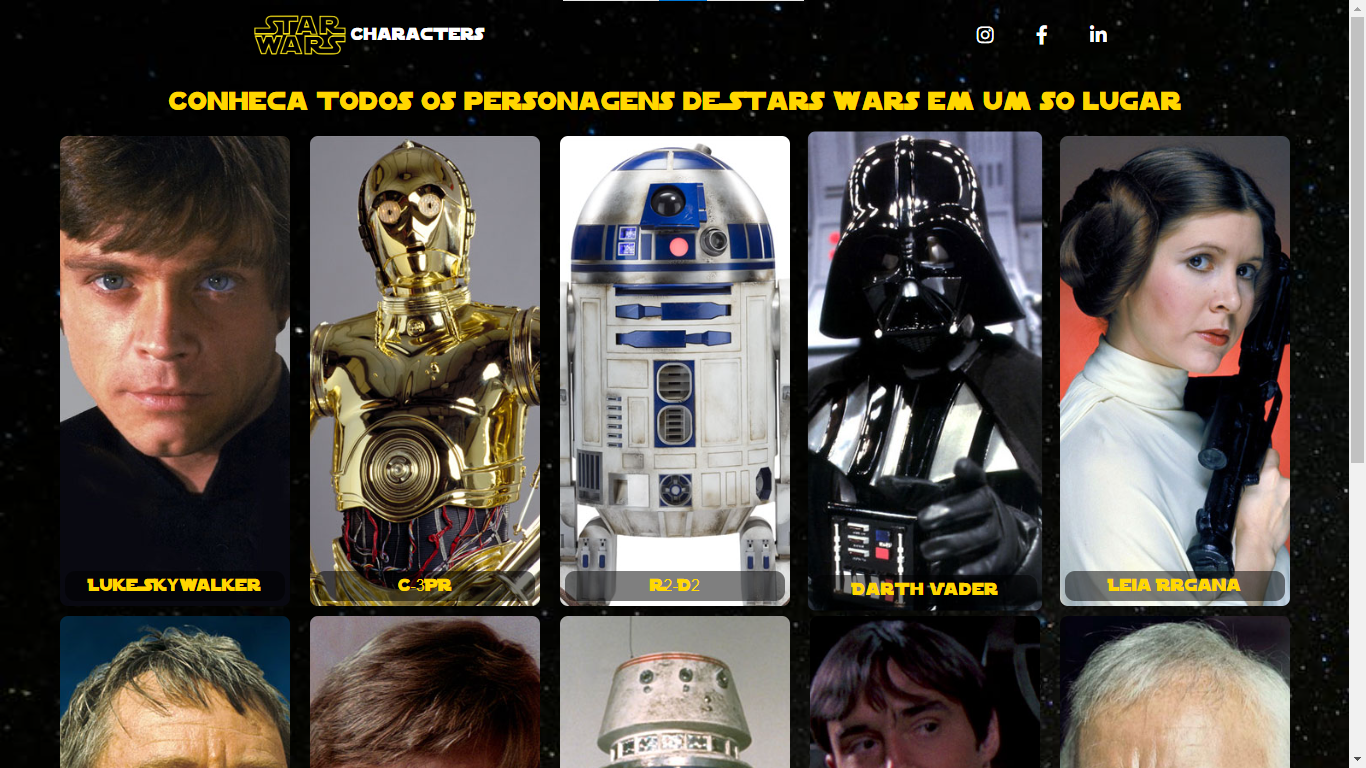 STAR WARS CHARACTERS
CONHECA TODOS OS PERSONAGENS DE STARS WARS EM UM SO LUGAR
LUKE SKYWALKER
C-3PR
R2-D2
DARTH VADER
LEIA RRGANA